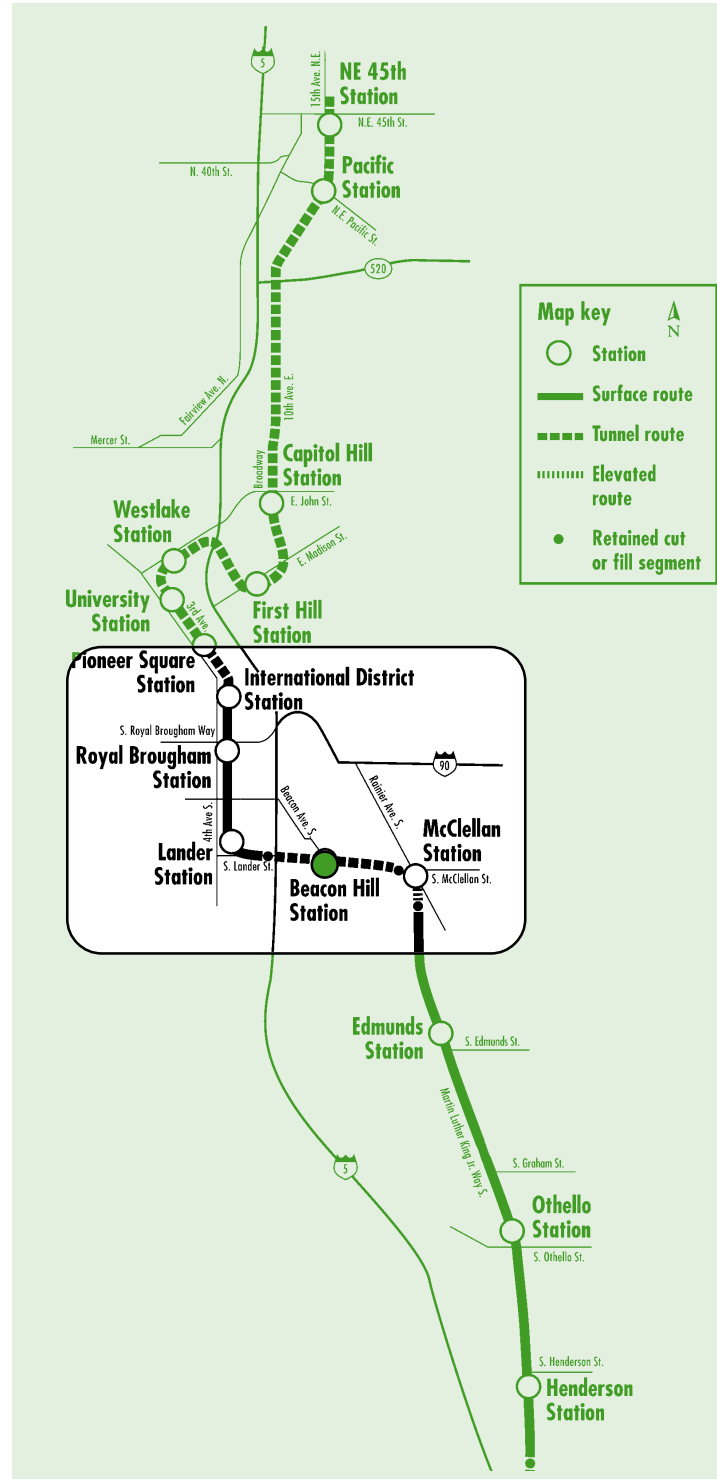 5
15th Ave. N.E.
NE 45th
Station
N.E. 45th St.
N. 40th St.
Pacific
Station
N.E. Pacific St.
520
Map key
N
Station
Surface route
Tunnel route
Elevated
route
Retained cut
or fill segment
Fairview Ave. N.
10th Ave. E.
Mercer St.
Broadway
Capitol Hill
Station
E. John St.
Westlake
Station
E. Madison St.
University
Station
3rd Ave.
First Hill
Station
Pioneer Square
Station
International District
Station
S. Royal Brougham Way
Royal Brougham
Station
90
Rainier Ave. S.
Beacon Ave. S.
4th Ave S.
McClellan
Station
Lander
Station
S. Lander St.
S. McClellan St.
Beacon Hill
Station
Edmunds
Station
S. Edmunds St.
Martin Luther King Jr. Way S.
5
S. Graham St.
Othello
Station
S. Othello St.
S. Henderson St.
Henderson
Station